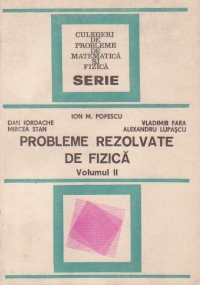 CULEGERI
DE
PROBLEME
DE
MATEMATICĂ
ȘI
FIZICĂ
SERIE
ION M. POPESCU
DAN IORDACHE VLADIMIR FARA
MIRCEA STAN ALEXANDRU LUPAȘCU
PROBLEME REZOLVATE
DE FIZICĂ
Volumul II